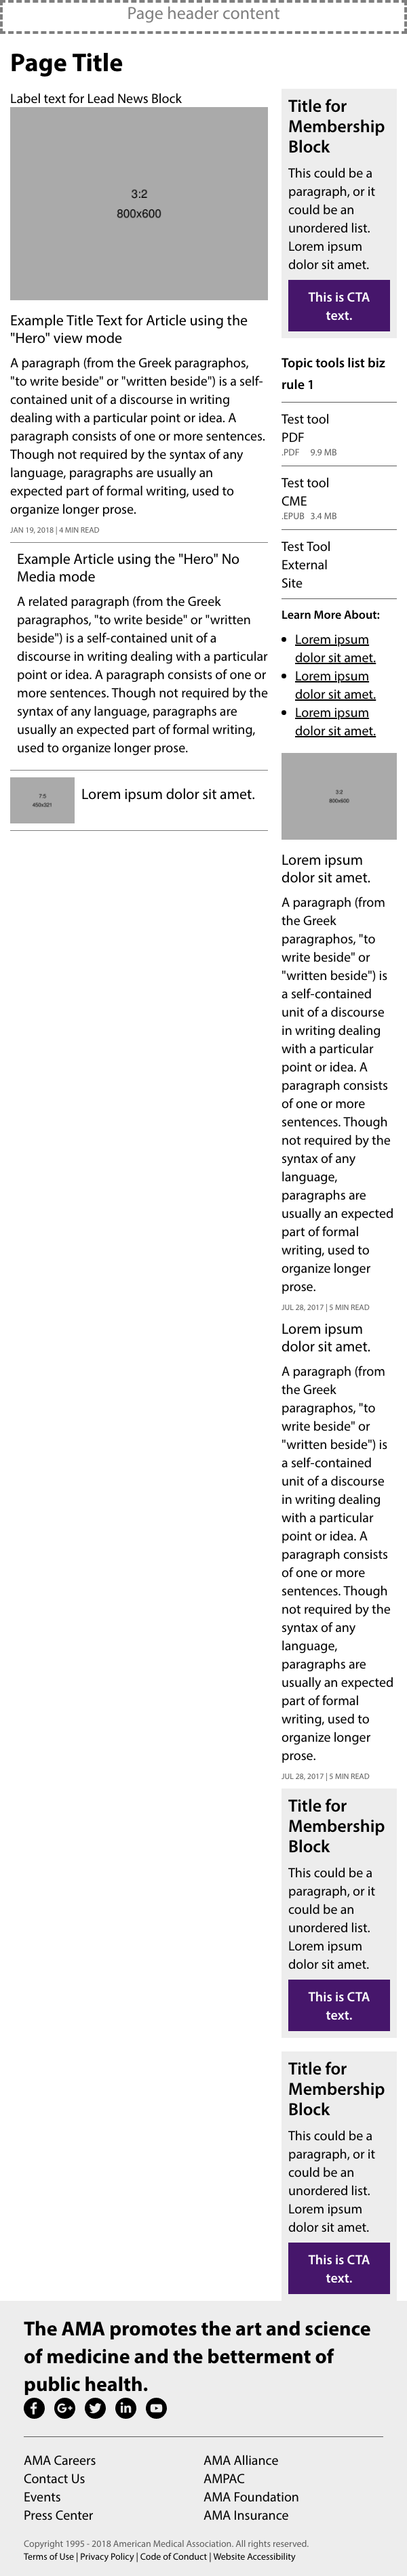 Page header content
Page Title
Label text for Lead News Block
3:2
800x600
Example Title Text for Article using the
"Hero" view mode
A paragraph (from the Greek paragraphos,
"to write beside" or "written beside") is a self-
contained unit of a discourse in writing
dealing with a particular point or idea. A
paragraph consists of one or more sentences.
Though not required by the syntax of any
language, paragraphs are usually an
expected part of formal writing, used to
organize longer prose.
JAN 19, 2018 | 4 MIN READ
Example Article using the "Hero" No
Media mode
A related paragraph (from the Greek
paragraphos, "to write beside" or "written
beside") is a self-contained unit of a
discourse in writing dealing with a particular
point or idea. A paragraph consists of one or
more sentences. Though not required by the
syntax of any language, paragraphs are
usually an expected part of formal writing,
used to organize longer prose.
7:5
450x321
Lorem ipsum dolor sit amet.
Title for
Membership
Block
This could be a
paragraph, or it
could be an
unordered list.
Lorem ipsum
dolor sit amet.
This is CTA
text.
Topic tools list biz
rule 1
Test tool
PDF
.PDF 9.9 MB
Test tool
CME
.EPUB 3.4 MB
Test Tool
External
Site
Learn More About:
Lorem ipsum
dolor sit amet.
Lorem ipsum
dolor sit amet.
Lorem ipsum
dolor sit amet.
3:2
800x600
Lorem ipsum
dolor sit amet.
A paragraph (from
the Greek
paragraphos, "to
write beside" or
"written beside") is
a self-contained
unit of a discourse
in writing dealing
with a particular
point or idea. A
paragraph consists
of one or more
sentences. Though
not required by the
syntax of any
language,
paragraphs are
usually an expected
part of formal
writing, used to
organize longer
prose.
JUL 28, 2017 | 5 MIN READ
Lorem ipsum
dolor sit amet.
A paragraph (from
the Greek
paragraphos, "to
write beside" or
"written beside") is
a self-contained
unit of a discourse
in writing dealing
with a particular
point or idea. A
paragraph consists
of one or more
sentences. Though
not required by the
syntax of any
language,
paragraphs are
usually an expected
part of formal
writing, used to
organize longer
prose.
JUL 28, 2017 | 5 MIN READ
Title for
Membership
Block
This could be a
paragraph, or it
could be an
unordered list.
Lorem ipsum
dolor sit amet.
This is CTA
text.
Title for
Membership
Block
This could be a
paragraph, or it
could be an
unordered list.
Lorem ipsum
dolor sit amet.
This is CTA
text.
The AMA promotes the art and science
of medicine and the betterment of
public health.
AMA Careers
Contact Us
Events
Press Center
AMA Alliance
AMPAC
AMA Foundation
AMA Insurance
Copyright 1995 - 2018 American Medical Association. All rights reserved.
Terms of Use | Privacy Policy | Code of Conduct | Website Accessibility